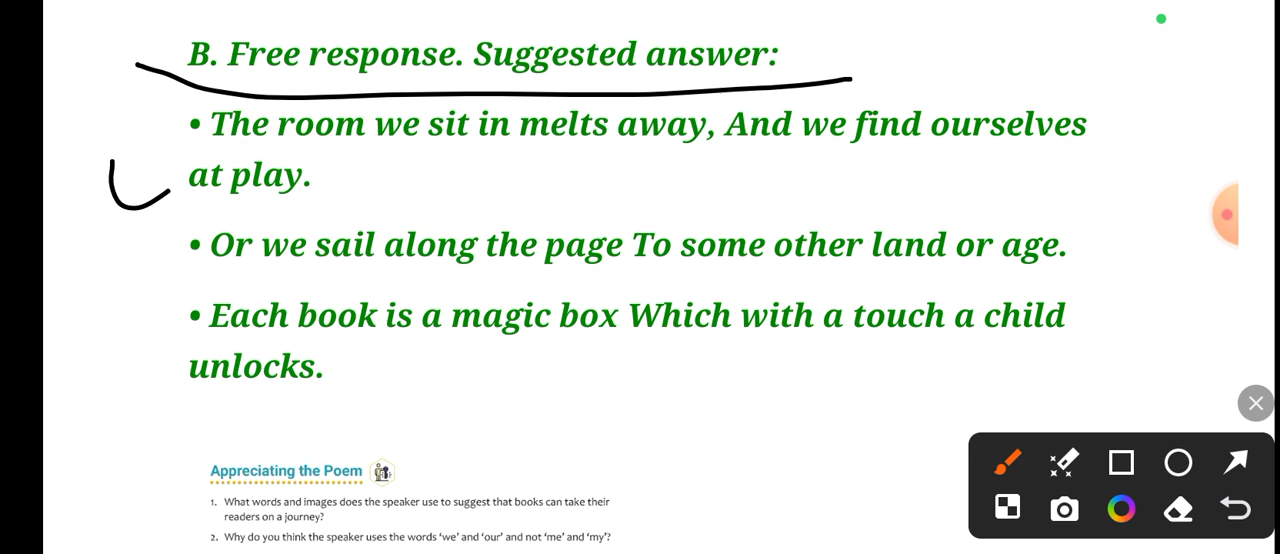 B. Free response. Suggested answer:
• The room we sit in melts away, And we find ourselves
at play.
• Or we sail along the page To some other land or age.
• Each book is a magic box Which with a touch a child
unlocks.
Appreciating the Poem
1. What words and images does the speaker use to suggest that books can take their
readers on a journey?
2. Why do you think the speaker uses the words ‘we’ and ‘our’ and not ‘me’ and ‘my’?